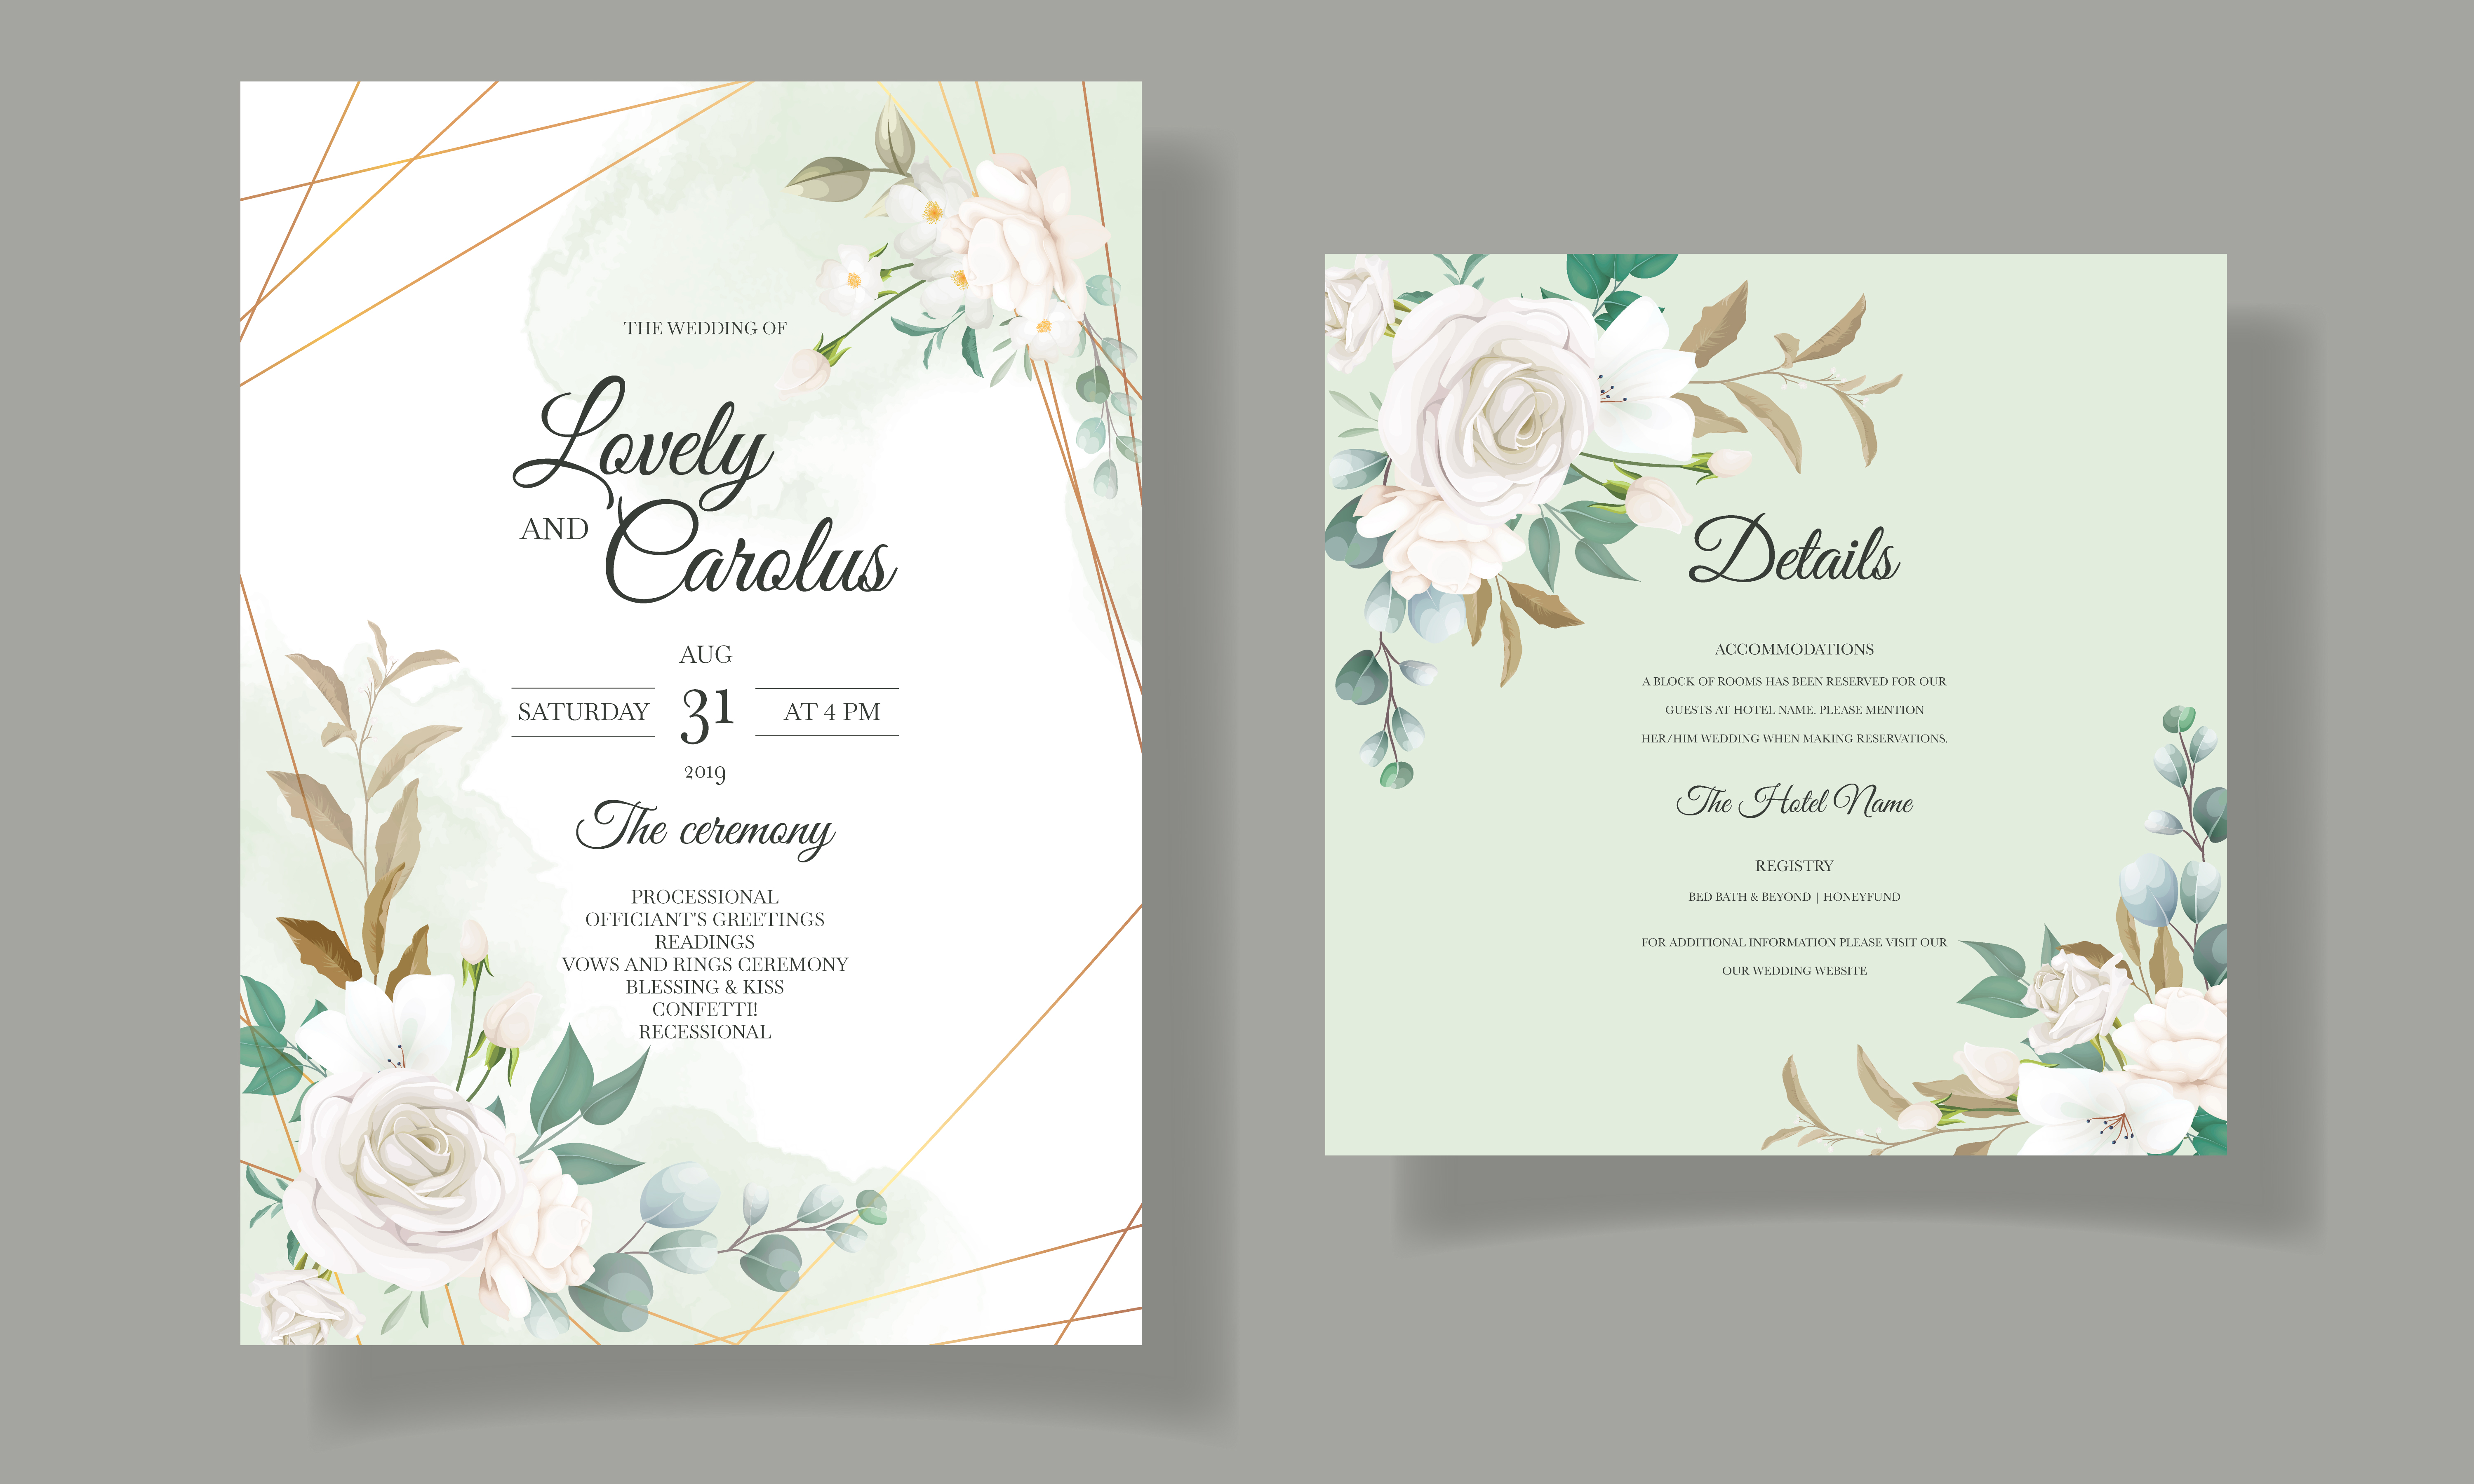 THE WEDDING OF
Lovely
AND
Carolus
AUG
SATURDAY 31 AT 4 PM
2019
The ceremony
PROCESSIONAL
OFFICIANT'S GREETINGS
READINGS
VOWS AND RINGS CEREMONY
BLESSING & KISS
CONFETTI!
RECESSIONAL
Details
ACCOMMODATIONS
A BLOCK OF ROOMS HAS BEEN RESERVED FOR OUR
GUESTS AT HOTEL NAME. PLEASE MENTION
HER/HIM WEDDING WHEN MAKING RESERVATIONS.
The Hotel Name
REGISTRY
BED BATH & BEYOND | HONEYFUND
FOR ADDITIONAL INFORMATION PLEASE VISIT OUR
OUR WEDDING WEBSITE